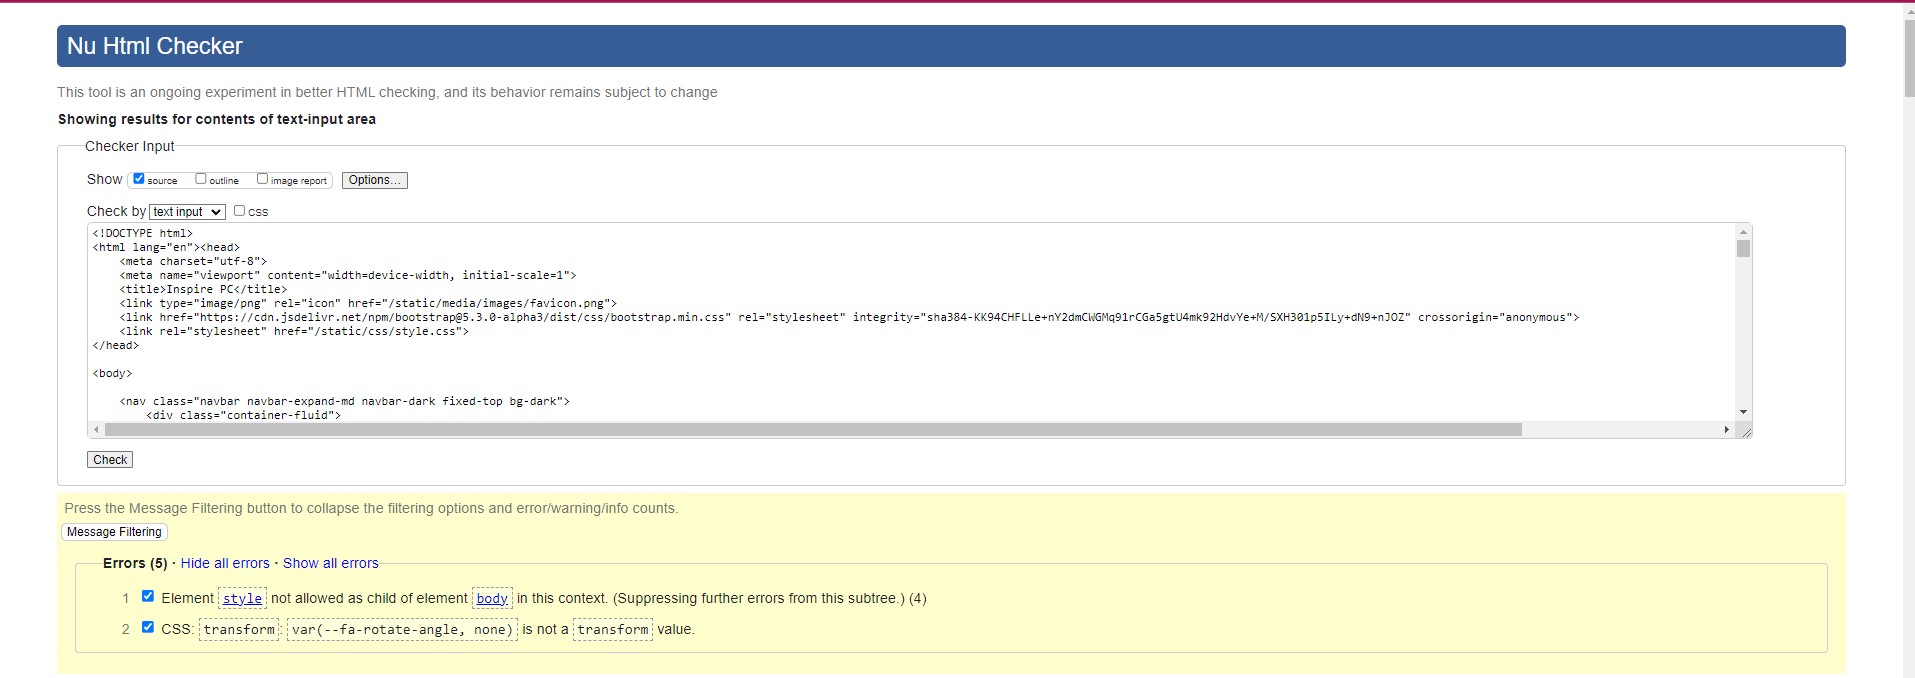 Nu Html Checker
This tool is an ongoing experiment in better HTML checking, and its behavior remains subject to change
Showing results for contents of text-input area
Checker Input
Show source outline image report Options...
Check by text input css
<!DOCTYPE html>
<html lang="en"><head>
<meta charset="utf-8">
<meta name="viewport" content="width=device-width, initial-scale=1">
<title>Inspire PC</title>
<link type="image/png" rel="icon" href="/static/media/images/favicon.png">
<link href="https://cdn.jsdelivr.net/npm/bootstrap@5.3.0-alpha3/dist/css/bootstrap.min.css" rel="stylesheet" integrity="sha384-KK94CHFLLe+nY2dmCWGMq91rCGa5gtU4mk92HdvYe+M/SXH301p5ILy+dN9+nJOZ" crossorigin="anonymous">
<link rel="stylesheet" href="/static/css/style.css">
</head>
<body>
<nav class="navbar navbar-expand-md navbar-dark fixed-top bg-dark">
<div class="container-fluid">
Check
Press the Message Filtering button to collapse the filtering options and error/warning/info counts.
Message Filtering
Errors (5) · Hide all errors · Show all errors
1 Element style not allowed as child of element body in this context. (Suppressing further errors from this subtree.) (4)
2 CSS: transform: var(--fa-rotate-angle, none) is not a transform value.